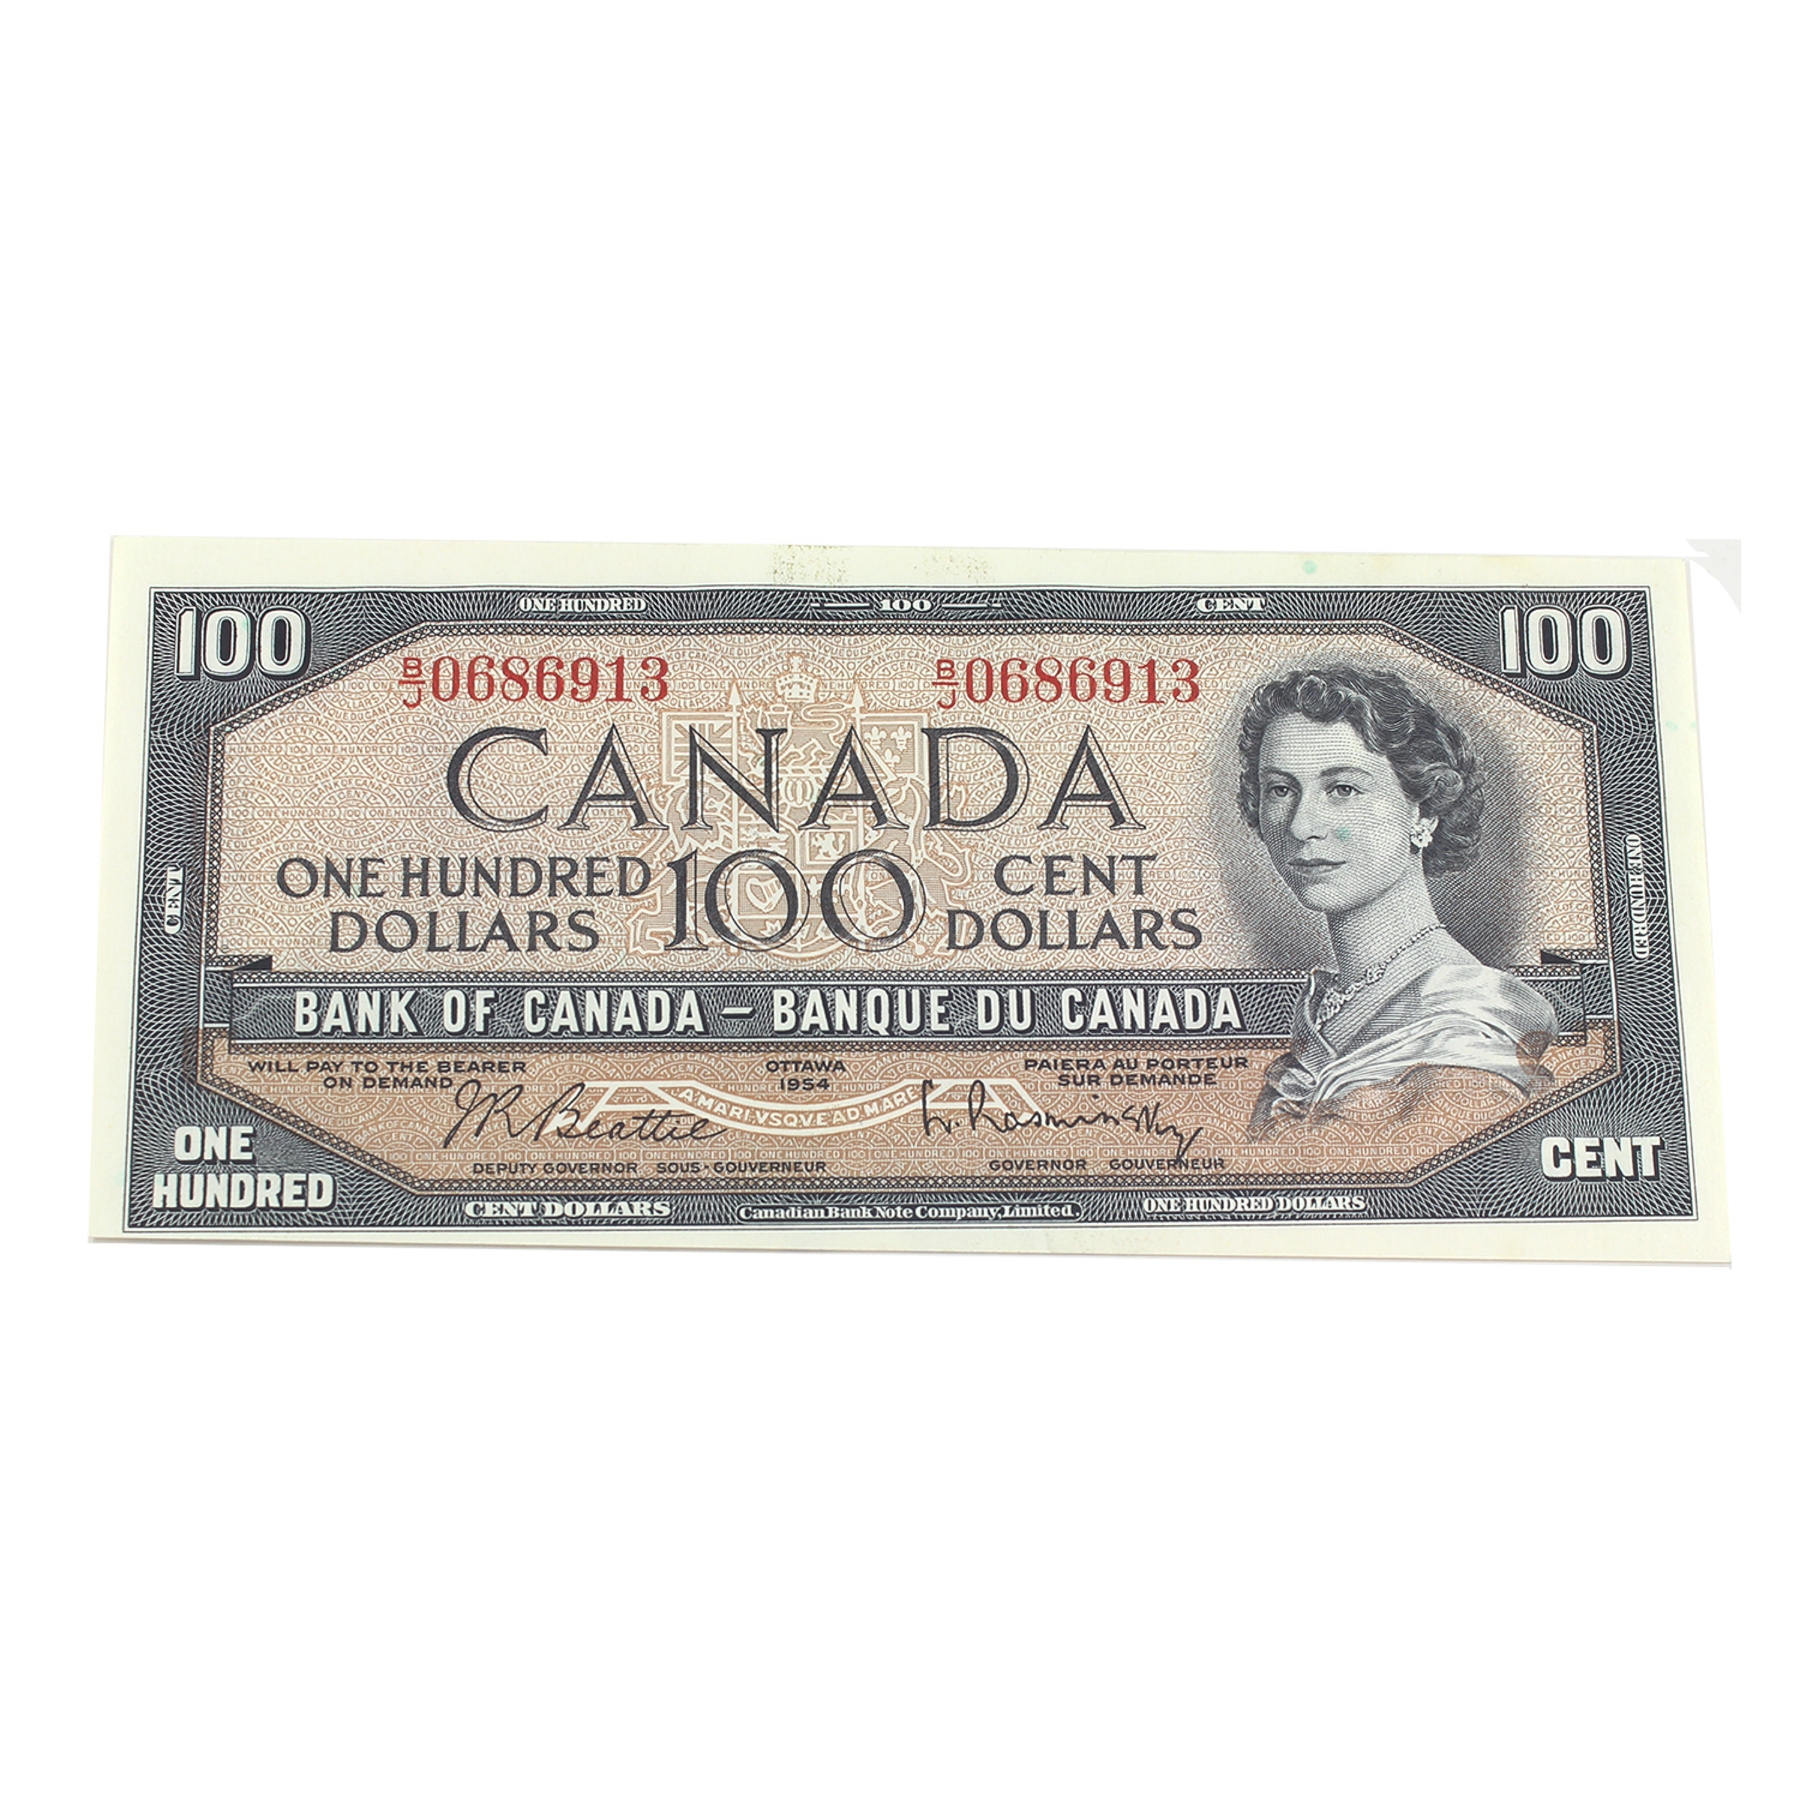 ONE HUNDRED 100 CENT
100 100
B/J 0686913 B/J 0686913
CANADA
ONE HUNDRED DOLLARS 100 CENT DOLLARS
CENT
ONE HUNDRED
BANK OF CANADA – BANQUE DU CANADA
WILL PAY TO THE BEARER ON DEMAND
OTTAWA
1954
PAIERA AU PORTEUR SUR DEMANDE
A·MARI·VSQVE·AD·MARE
J R Beattie
L. Rasminsky
DEPUTY GOVERNOR SOUS-GOUVERNEUR
GOVERNOR GOUVERNEUR
ONE HUNDRED
CENT
CENT DOLLARS Canadian Bank Note Company, Limited. ONE HUNDRED DOLLARS